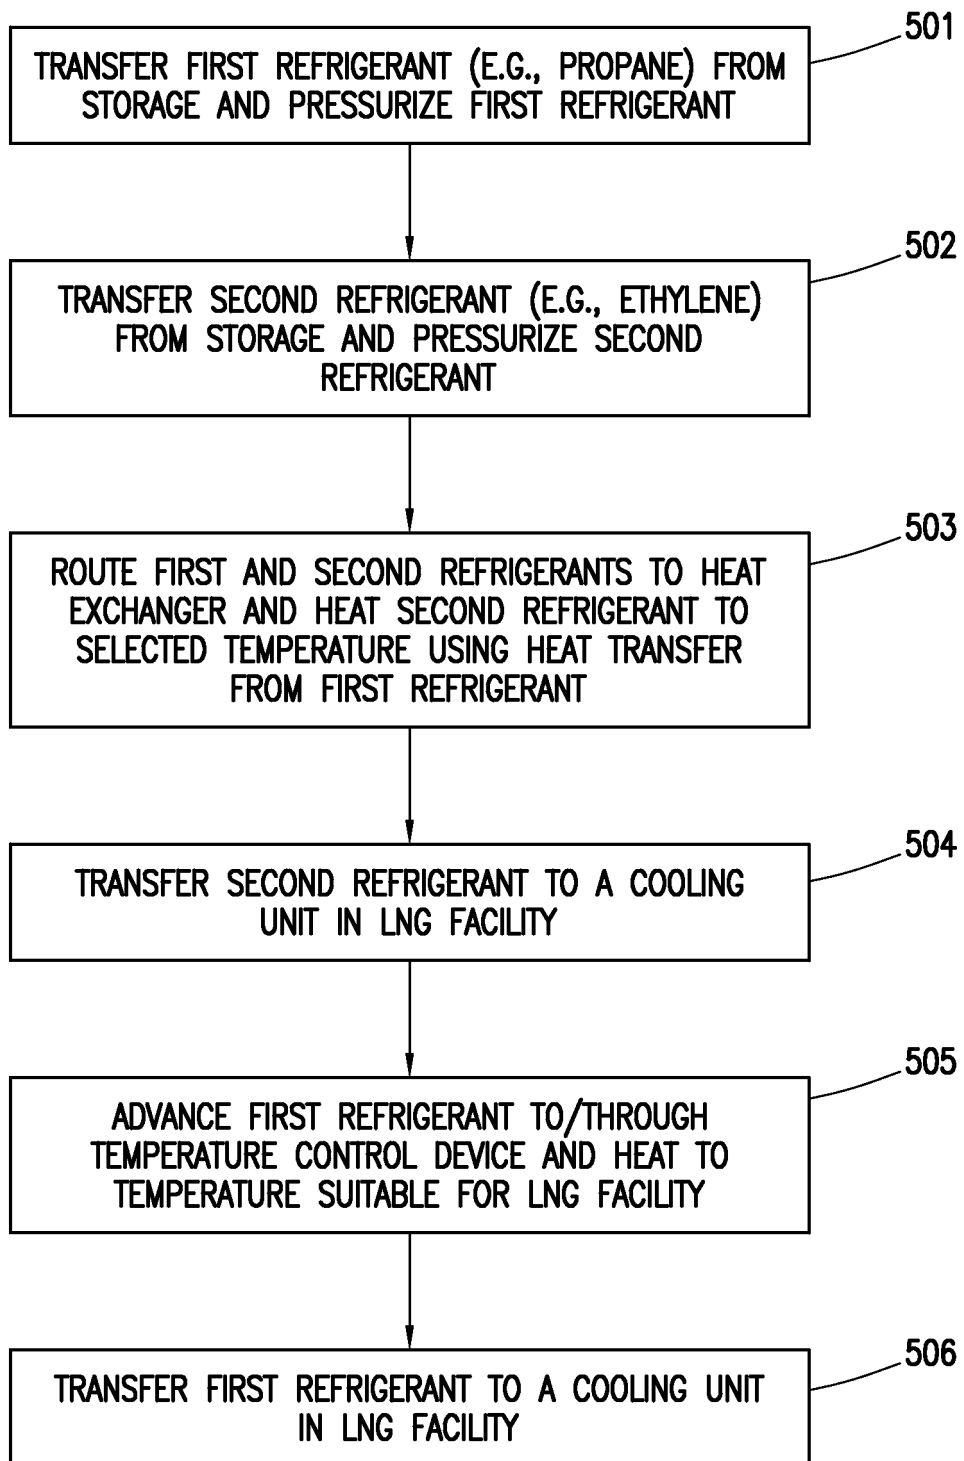 501
TRANSFER FIRST REFRIGERANT (E.G., PROPANE) FROM
STORAGE AND PRESSURIZE FIRST REFRIGERANT
502
TRANSFER SECOND REFRIGERANT (E.G., ETHYLENE)
FROM STORAGE AND PRESSURIZE SECOND
REFRIGERANT
503
ROUTE FIRST AND SECOND REFRIGERANTS TO HEAT
EXCHANGER AND HEAT SECOND REFRIGERANT TO
SELECTED TEMPERATURE USING HEAT TRANSFER
FROM FIRST REFRIGERANT
504
TRANSFER SECOND REFRIGERANT TO A COOLING
UNIT IN LNG FACILITY
505
ADVANCE FIRST REFRIGERANT TO/THROUGH
TEMPERATURE CONTROL DEVICE AND HEAT TO
TEMPERATURE SUITABLE FOR LNG FACILITY
506
TRANSFER FIRST REFRIGERANT TO A COOLING UNIT
IN LNG FACILITY